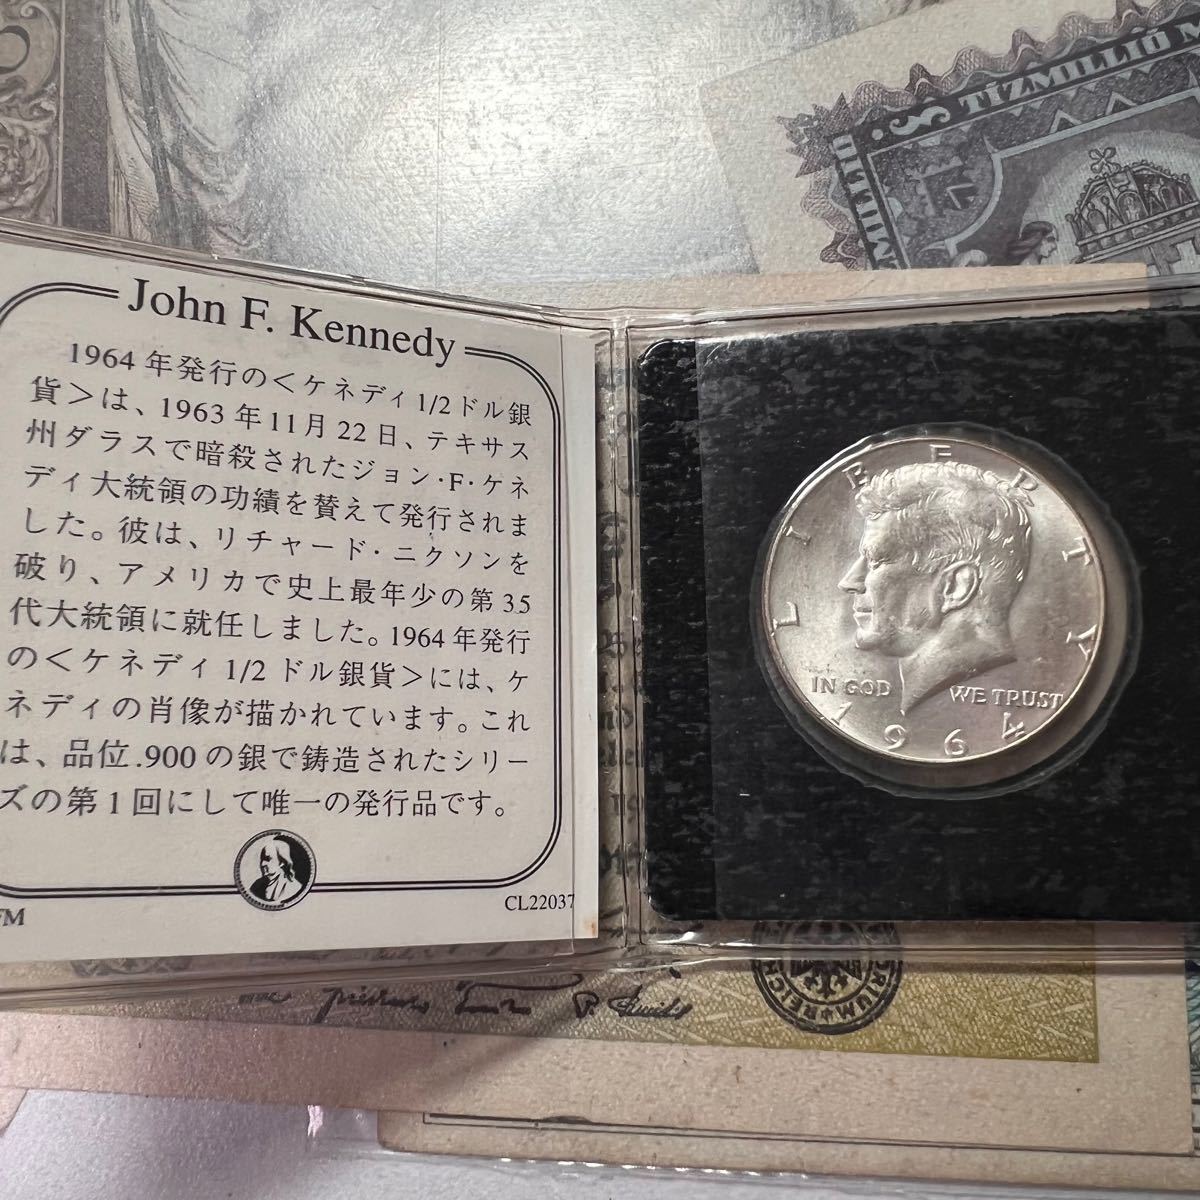 · TIZMILLIÓ
John F. Kennedy
1964 年発行の＜ケネディ 1/2 ドル銀
貨＞は、1963 年 11 月 22 日、テキサス
州ダラスで暗殺されたジョン・F・ケネ
ディ大統領の功績を替えて発行されま
した。彼は、リチャード・ニクソンを
破り、アメリカで史上最年少の第 35
代大統領に就任しました。1964 年発行
の＜ケネディ 1/2 ドル銀貨＞には、ケ
ネディの肖像が描かれています。これ
は、品位 .900 の銀で鋳造されたシリー
ズの第 1 回にして唯一の発行品です。
FM
CL22037
LIBERTY
IN GOD WE TRUST
1964